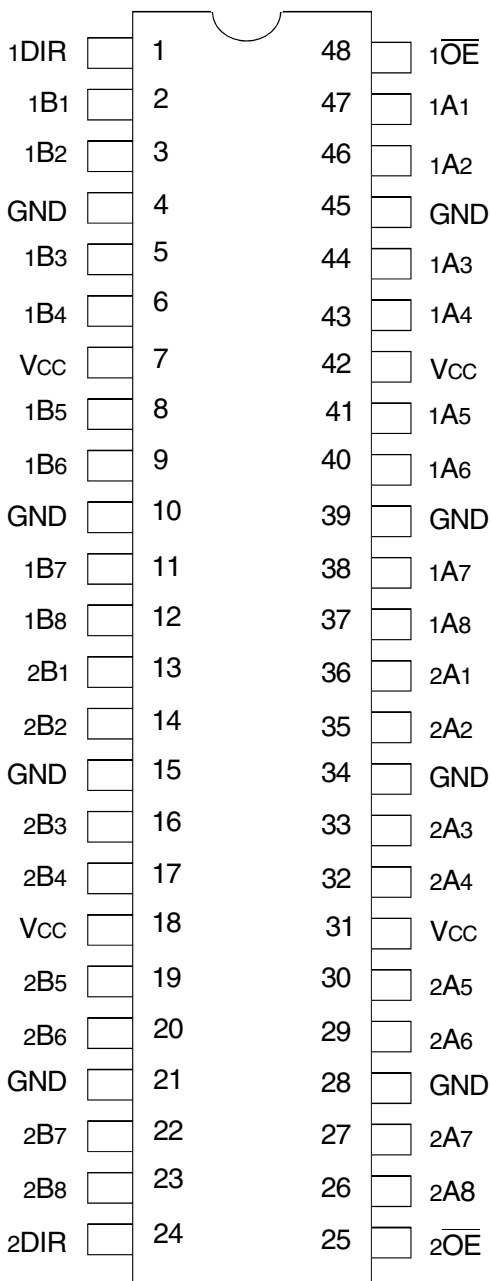 1DIR 1 48 1O̅E̅
1B1 2 47 1A1
1B2 3 46 1A2
GND 4 45 GND
1B3 5 44 1A3
1B4 6 43 1A4
VCC 7 42 VCC
1B5 8 41 1A5
1B6 9 40 1A6
GND 10 39 GND
1B7 11 38 1A7
1B8 12 37 1A8
2B1 13 36 2A1
2B2 14 35 2A2
GND 15 34 GND
2B3 16 33 2A3
2B4 17 32 2A4
VCC 18 31 VCC
2B5 19 30 2A5
2B6 20 29 2A6
GND 21 28 GND
2B7 22 27 2A7
2B8 23 26 2A8
2DIR 24 25 2O̅E̅